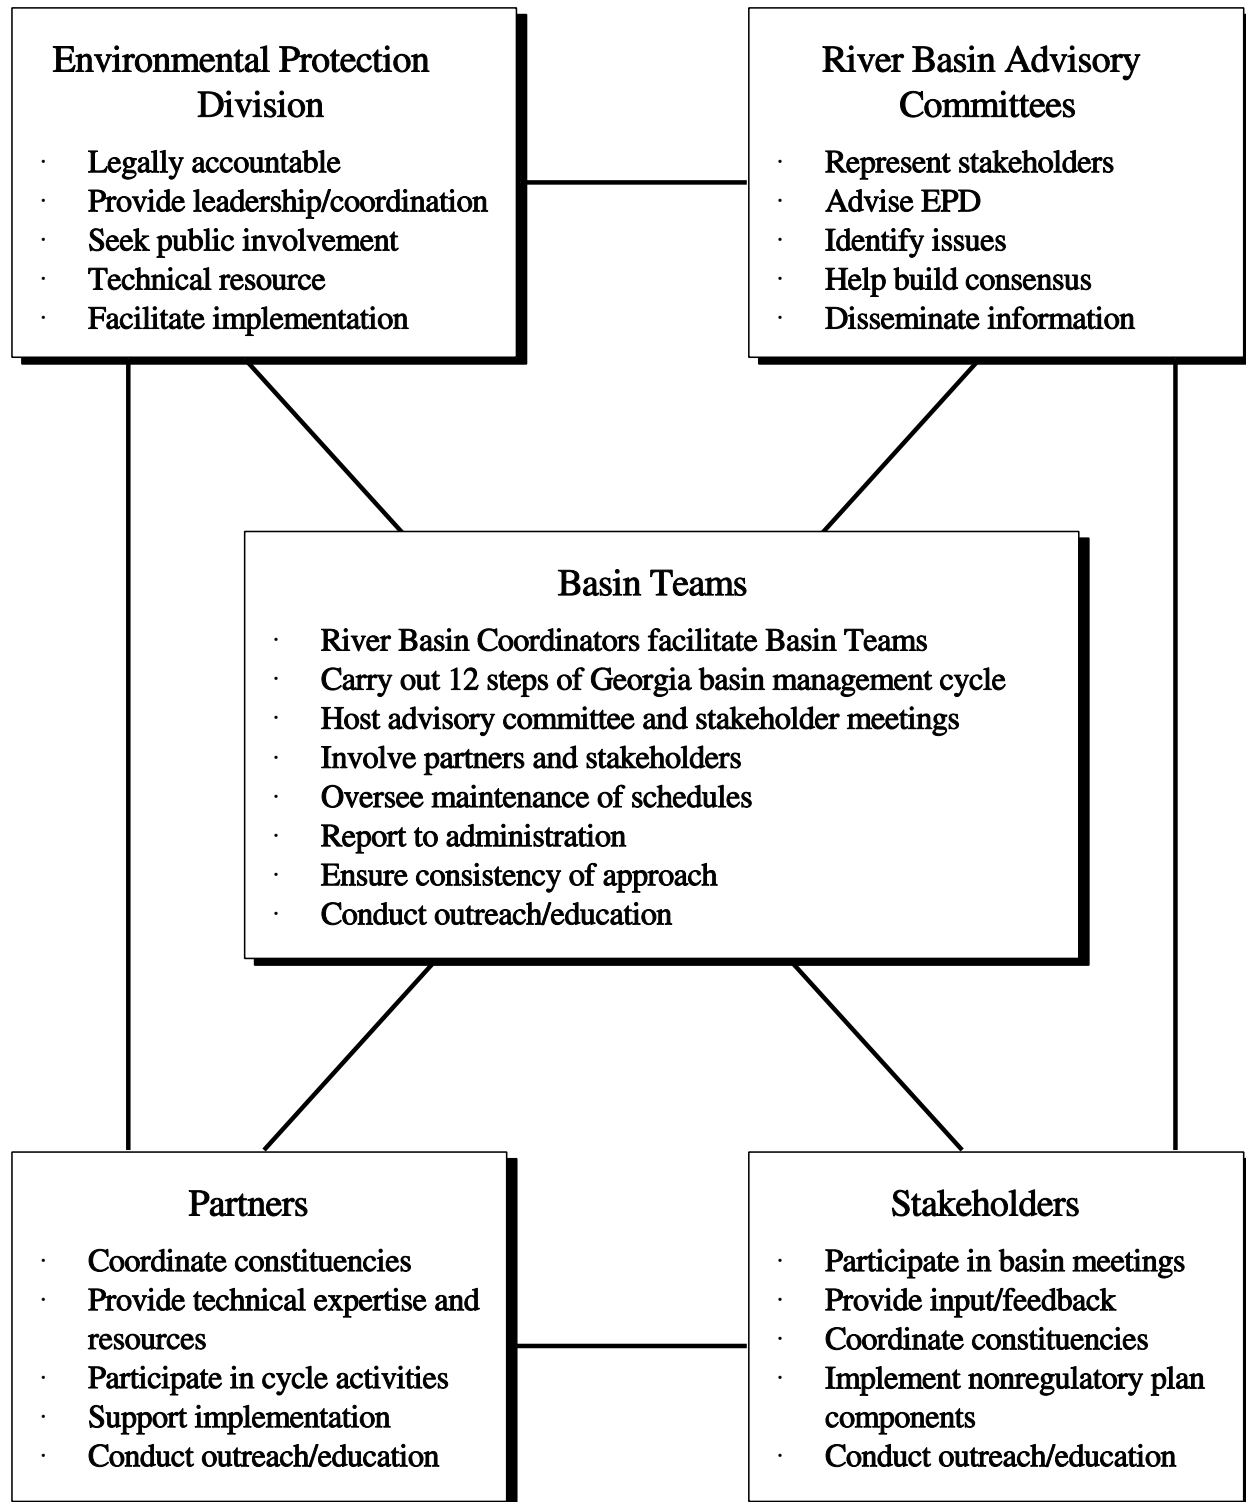 Environmental Protection
Division
· Legally accountable
· Provide leadership/coordination
· Seek public involvement
· Technical resource
· Facilitate implementation
River Basin Advisory
Committees
· Represent stakeholders
· Advise EPD
· Identify issues
· Help build consensus
· Disseminate information
Basin Teams
· River Basin Coordinators facilitate Basin Teams
· Carry out 12 steps of Georgia basin management cycle
· Host advisory committee and stakeholder meetings
· Involve partners and stakeholders
· Oversee maintenance of schedules
· Report to administration
· Ensure consistency of approach
· Conduct outreach/education
Partners
· Coordinate constituencies
· Provide technical expertise and
resources
· Participate in cycle activities
· Support implementation
· Conduct outreach/education
Stakeholders
· Participate in basin meetings
· Provide input/feedback
· Coordinate constituencies
· Implement nonregulatory plan
components
· Conduct outreach/education